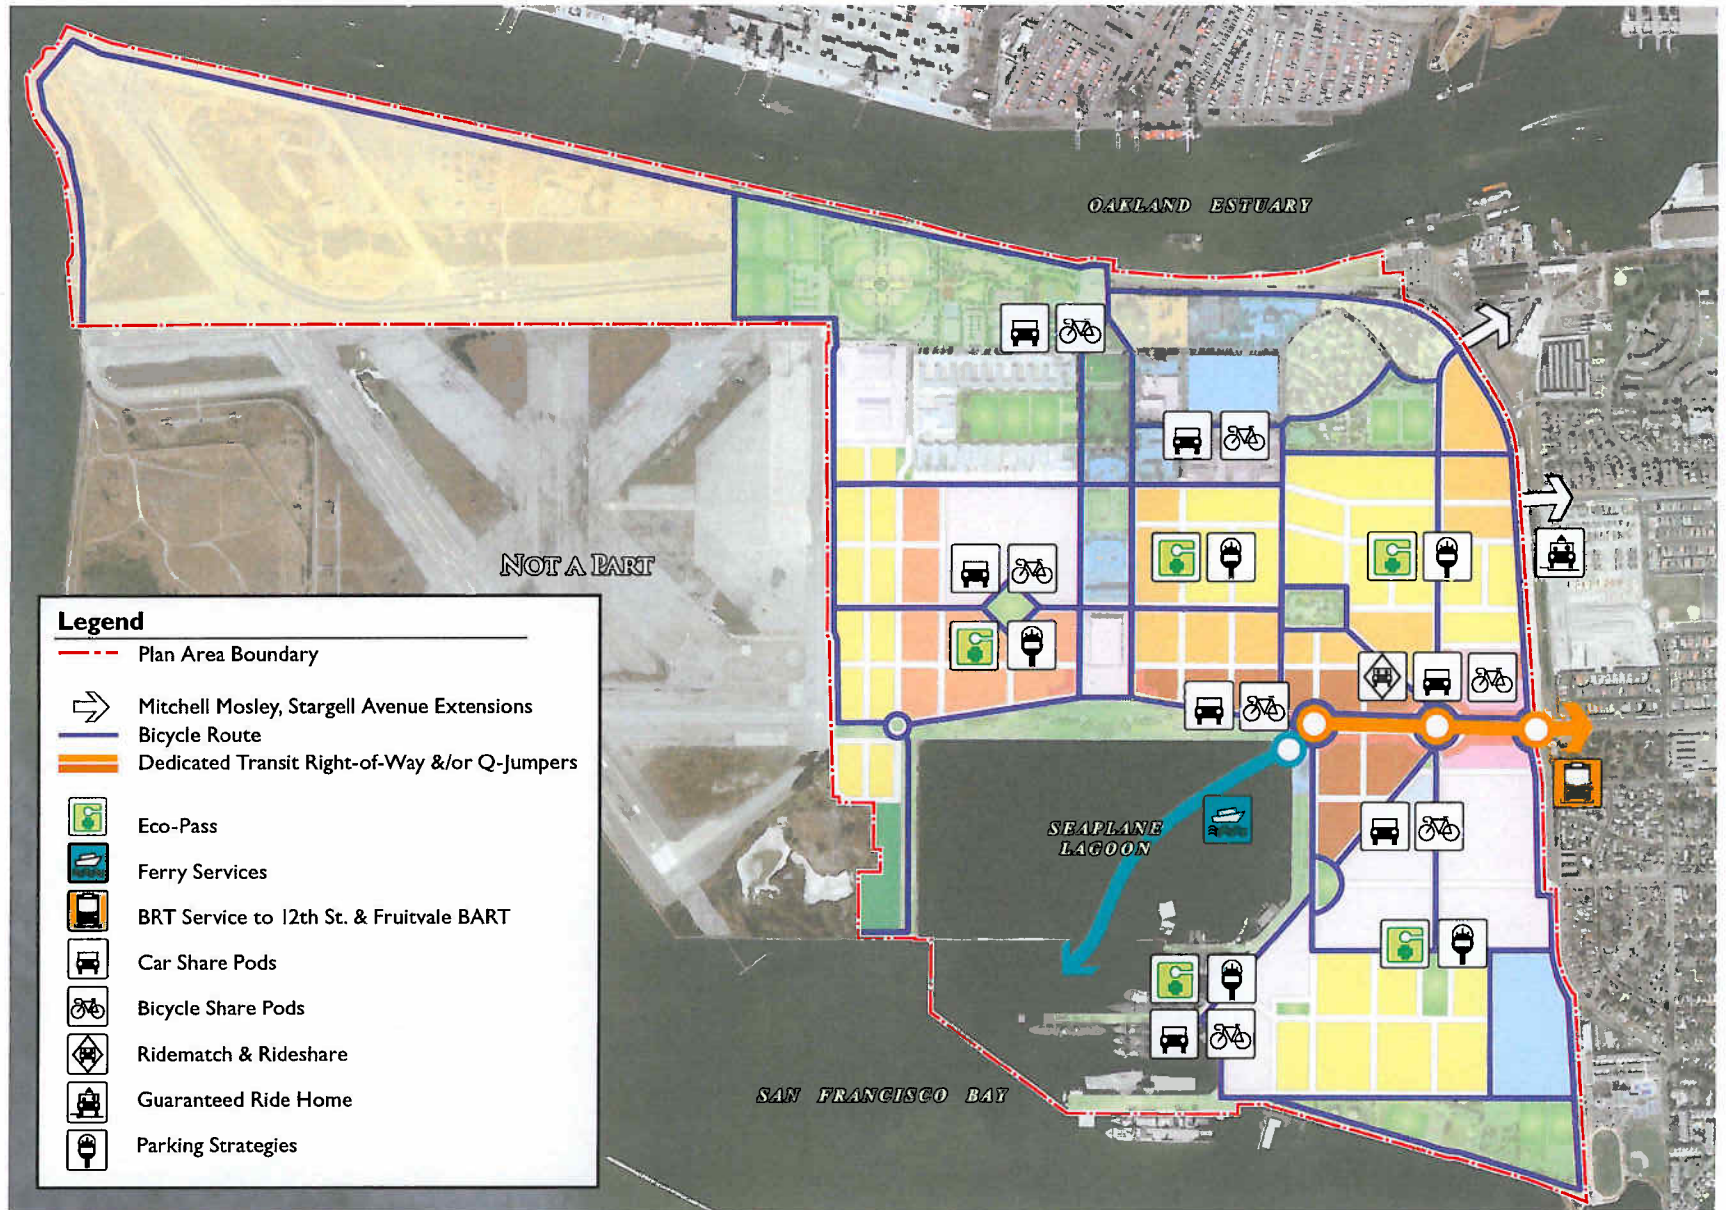 OAKLAND ESTUARY
NOT A PART
Legend
Plan Area Boundary
Mitchell Mosley, Stargell Avenue Extensions
Bicycle Route
Dedicated Transit Right-of-Way &/or Q-Jumpers
Eco-Pass
Ferry Services
BRT Service to 12th St. & Fruitvale BART
Car Share Pods
Bicycle Share Pods
Ridematch & Rideshare
Guaranteed Ride Home
Parking Strategies
SEAPLANE
LAGOON
SAN FRANCISCO BAY